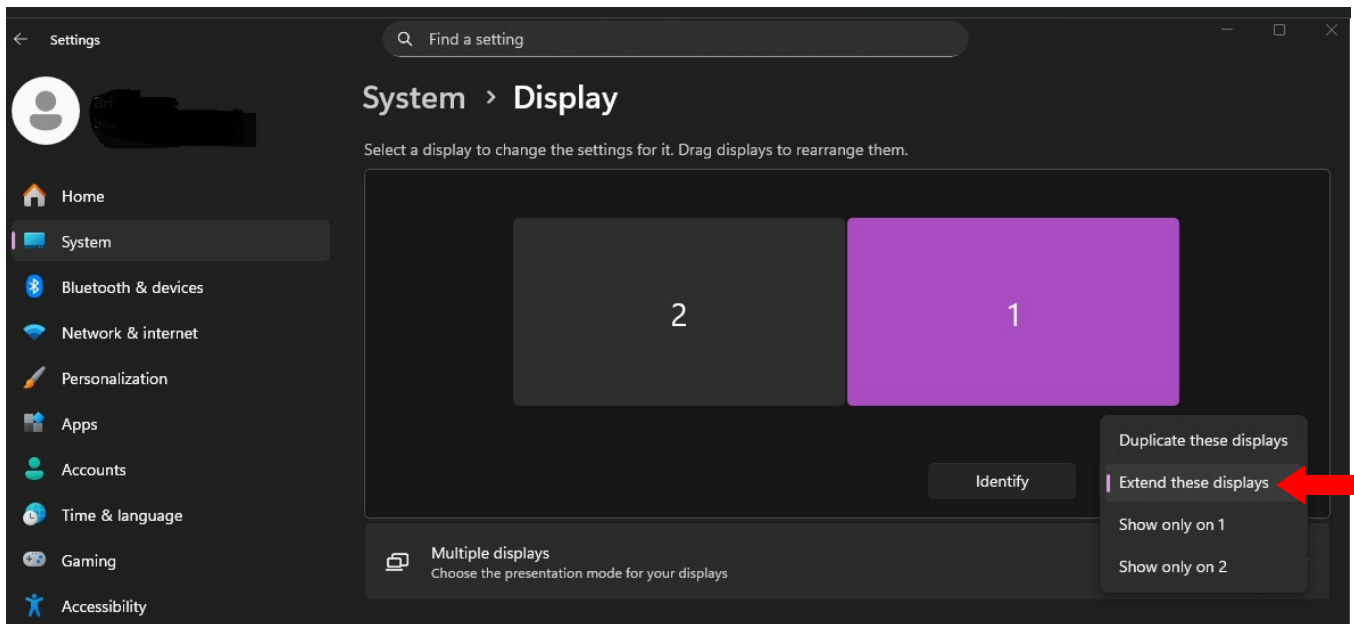 Settings
Find a setting
System > Display
Select a display to change the settings for it. Drag displays to rearrange them.
Home
System
Bluetooth & devices
Network & internet
Personalization
Apps
Accounts
Time & language
Gaming
Accessibility
2
1
Identify
Duplicate these displays
Extend these displays
Show only on 1
Show only on 2
Multiple displays
Choose the presentation mode for your displays